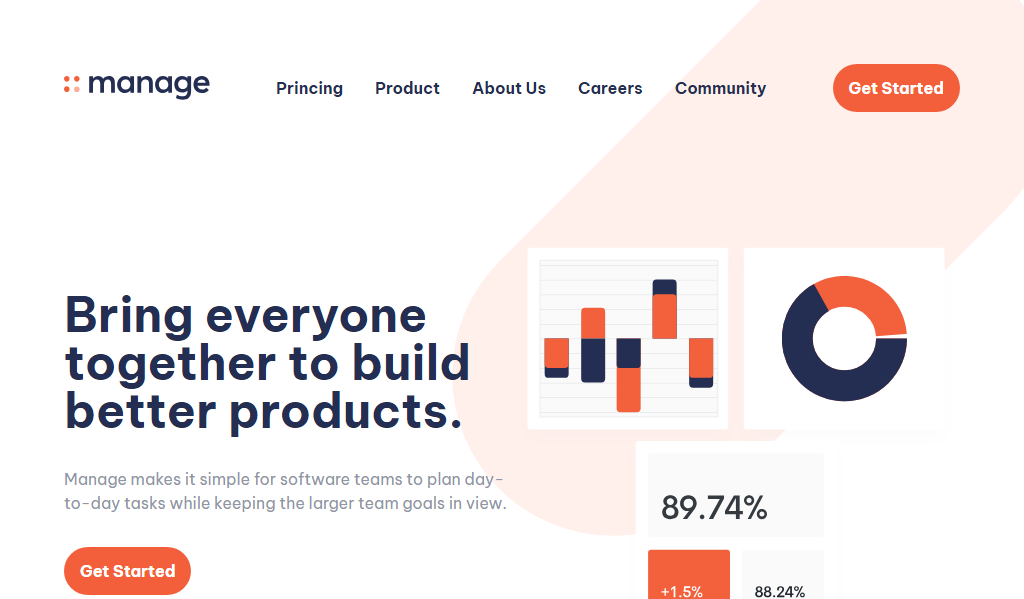 manage
Princing
Product
About Us
Careers
Community
Get Started
Bring everyone
together to build
better products.
Manage makes it simple for software teams to plan day-
to-day tasks while keeping the larger team goals in view.
Get Started
89.74%
+1.5%
88.24%